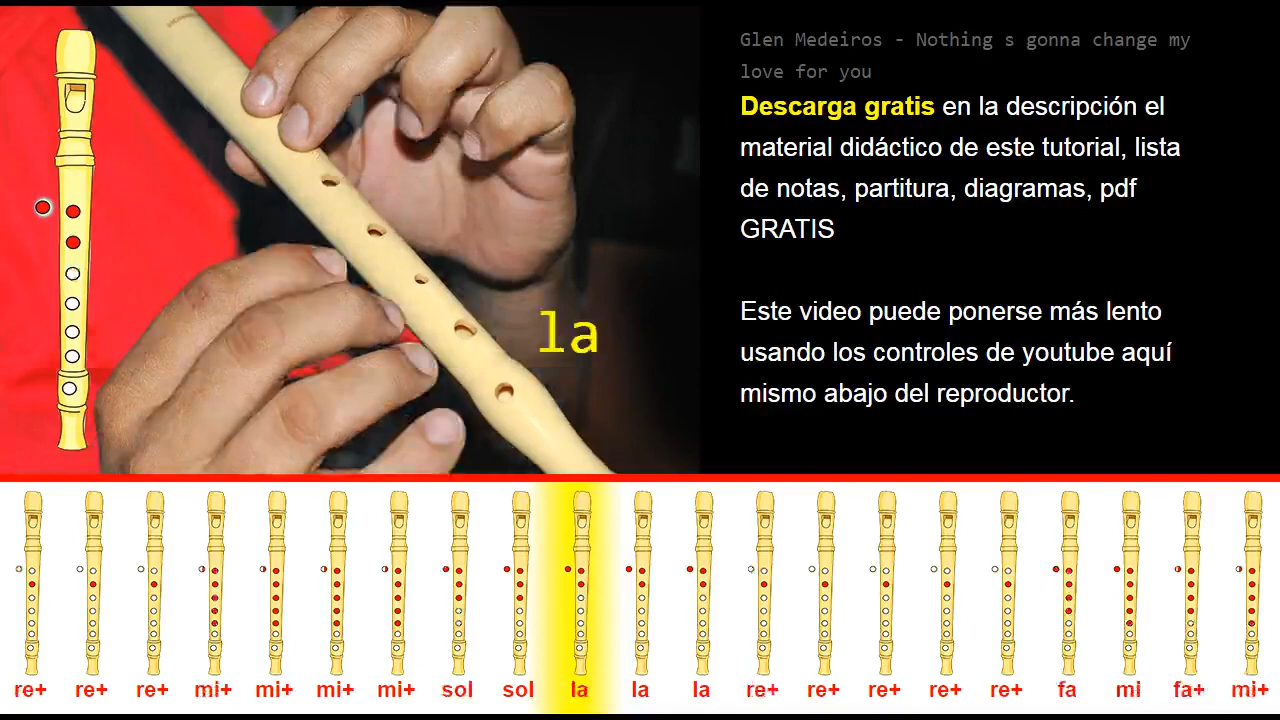 Glen Medeiros - Nothing s gonna change my
love for you
Descarga gratis en la descripción el
material didáctico de este tutorial, lista
de notas, partitura, diagramas, pdf
GRATIS
Este video puede ponerse más lento
usando los controles de youtube aquí
mismo abajo del reproductor.
la
re+ re+ re+ mi+ mi+ mi+ mi+ sol sol la la la re+ re+ re+ re+ re+ fa mi fa+ mi+